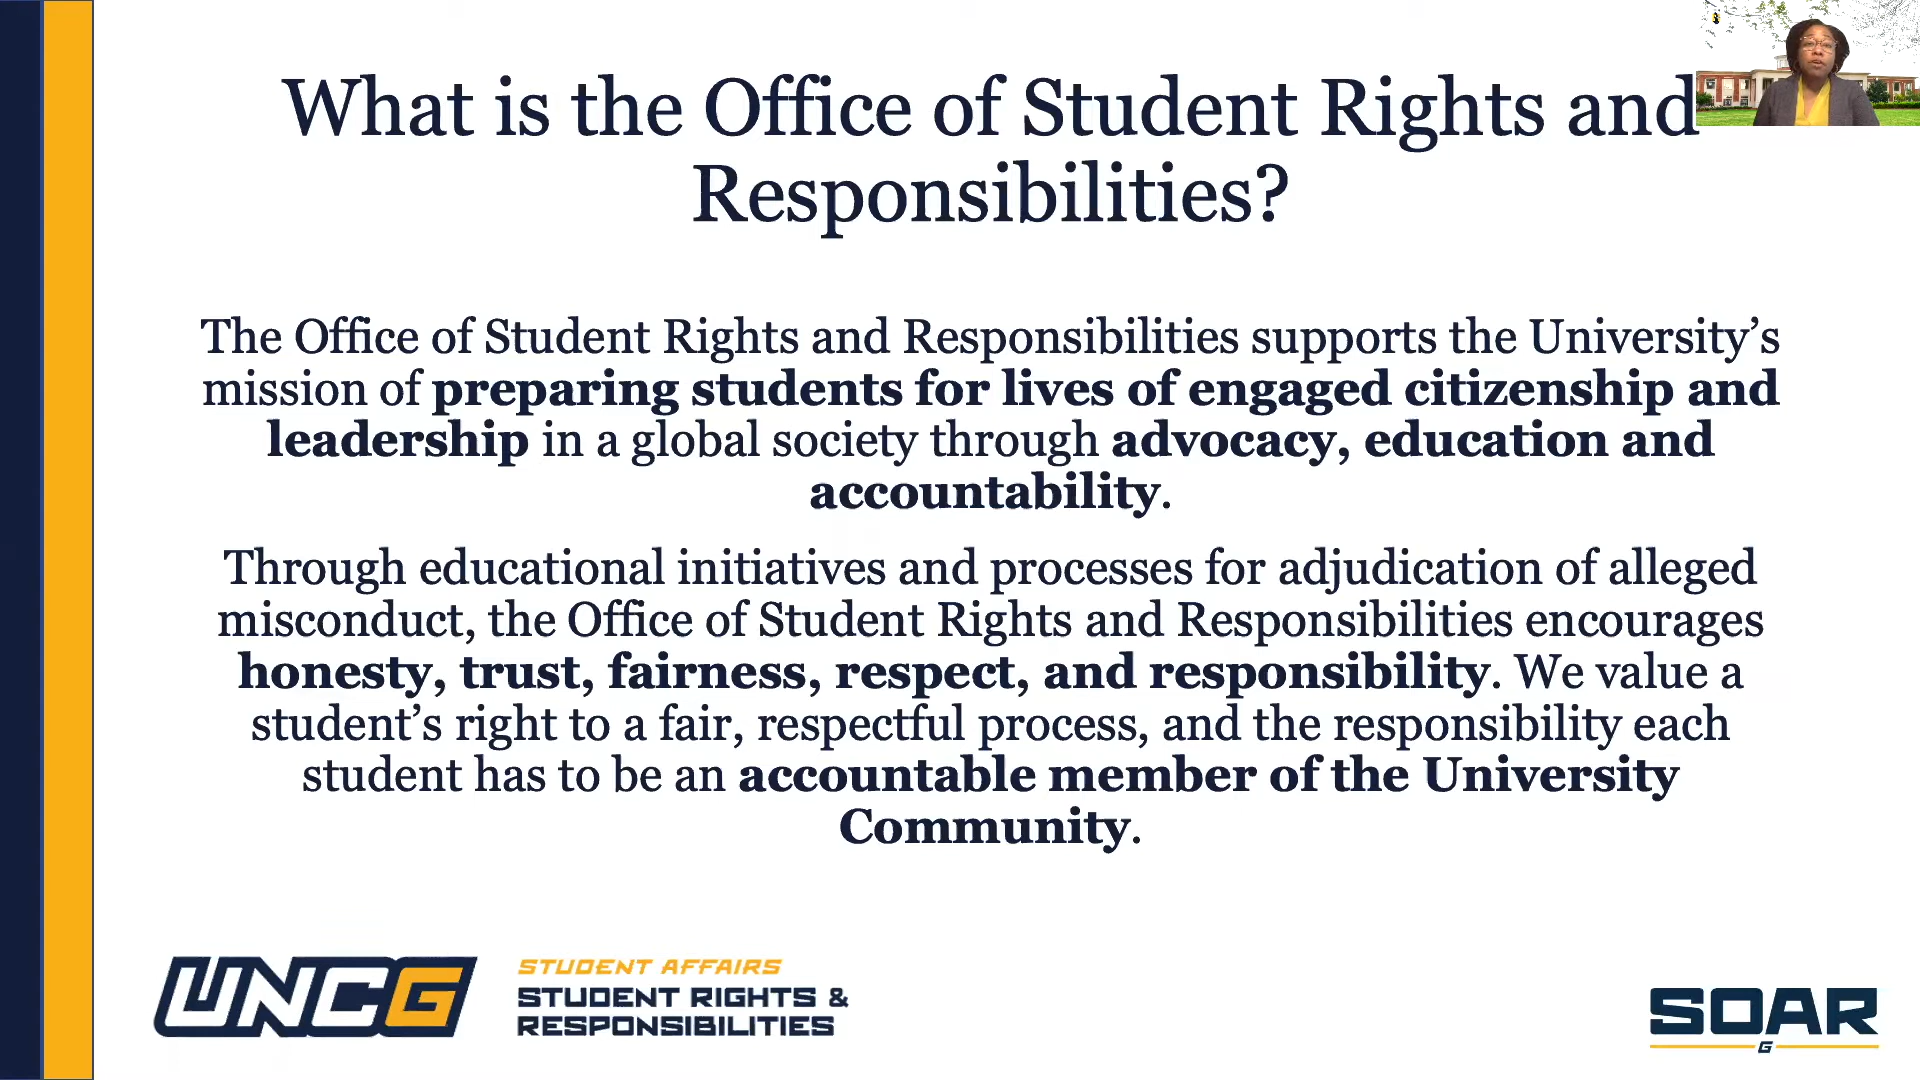 What is the Office of Student Rights and
Responsibilities?
The Office of Student Rights and Responsibilities supports the University’s
mission of preparing students for lives of engaged citizenship and
leadership in a global society through advocacy, education and
accountability.
Through educational initiatives and processes for adjudication of alleged
misconduct, the Office of Student Rights and Responsibilities encourages
honesty, trust, fairness, respect, and responsibility. We value a
student’s right to a fair, respectful process, and the responsibility each
student has to be an accountable member of the University
Community.
UNCG
STUDENT AFFAIRS
STUDENT RIGHTS &
RESPONSIBILITIES
SOAR
G